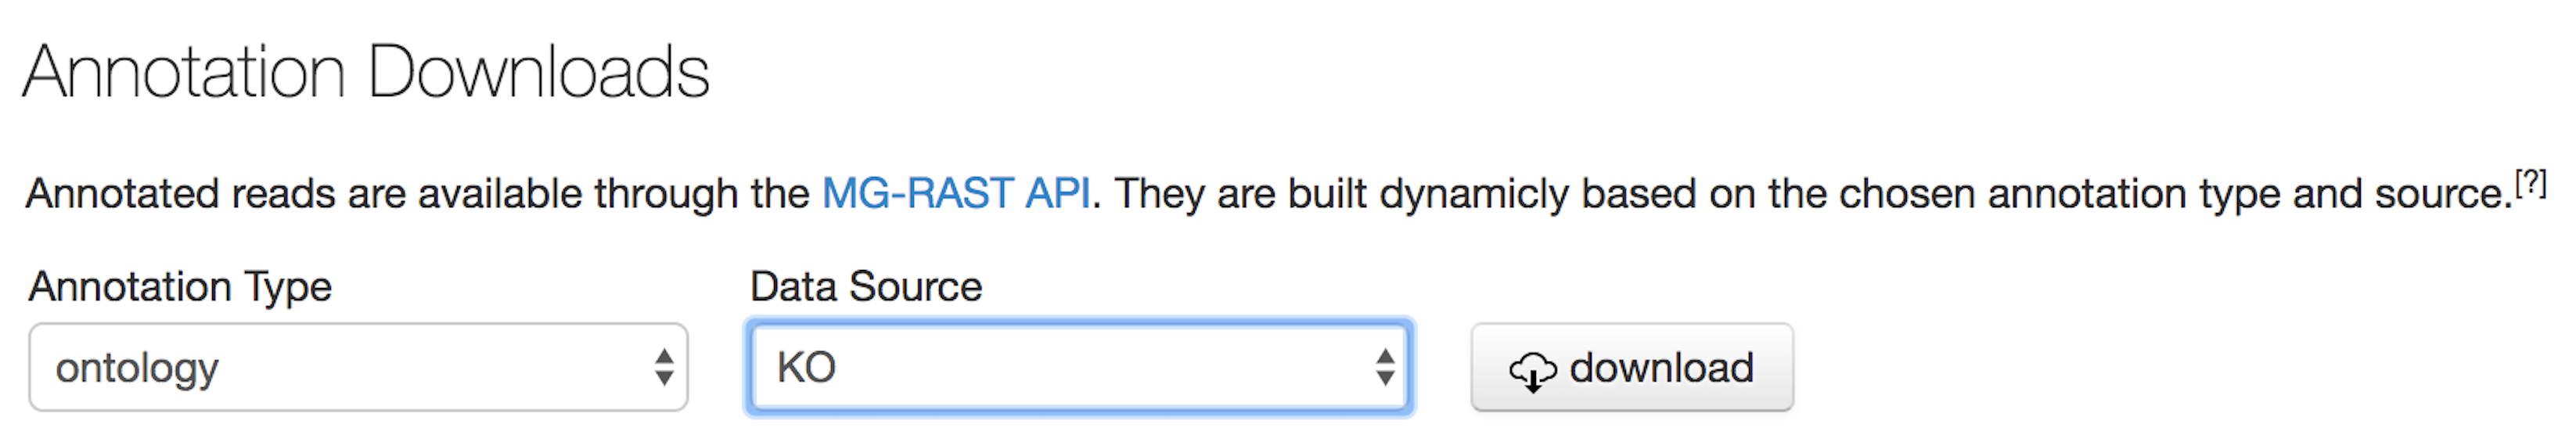 Annotation Downloads
Annotated reads are available through the MG-RAST API. They are built dynamicly based on the chosen annotation type and source.[?]
Annotation Type
Data Source
ontology
KO
download